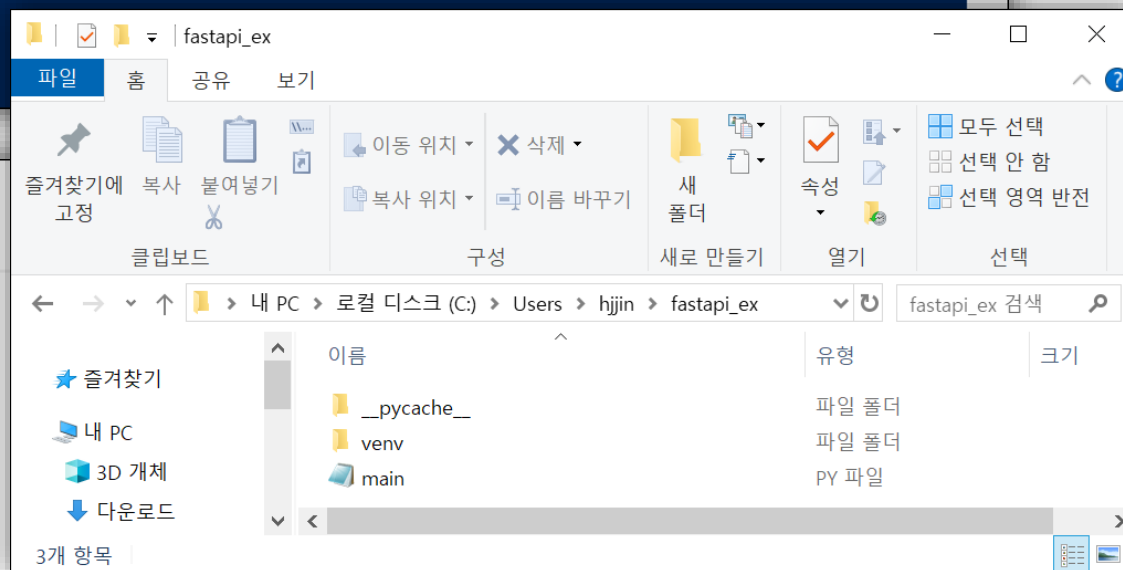 fastapi_ex
파일 홈 공유 보기
즐겨찾기에 고정
복사
붙여넣기
클립보드
이동 위치
복사 위치
삭제
이름 바꾸기
구성
새 폴더
새로 만들기
속성
열기
모두 선택
선택 안 함
선택 영역 반전
선택
내 PC > 로컬 디스크 (C:) > Users > hjjin > fastapi_ex
fastapi_ex 검색
즐겨찾기
내 PC
3D 개체
다운로드
이름 유형 크기
__pycache__ 파일 폴더
venv 파일 폴더
main PY 파일
3개 항목